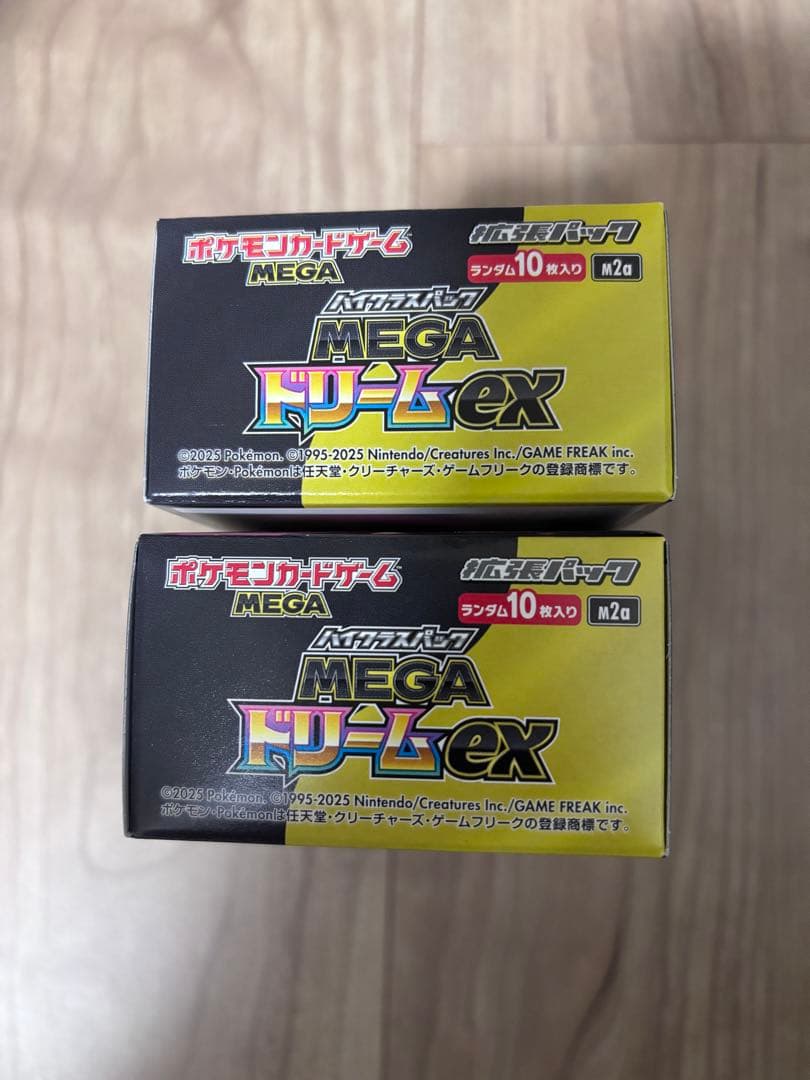 ポケモンカードゲーム
MEGA
拡張パック
ランダム10枚入り M2a
ハイクラスパック
MEGA
ドリームex
©2025 Pokémon. ©1995-2025 Nintendo/Creatures Inc./GAME FREAK inc.
ポケモン・Pokémonは任天堂・クリーチャーズ・ゲームフリークの登録商標です。
ポケモンカードゲーム
MEGA
拡張パック
ランダム10枚入り M2a
ハイクラスパック
MEGA
ドリームex
©2025 Pokémon. ©1995-2025 Nintendo/Creatures Inc./GAME FREAK inc.
ポケモン・Pokémonは任天堂・クリーチャーズ・ゲームフリークの登録商標です。